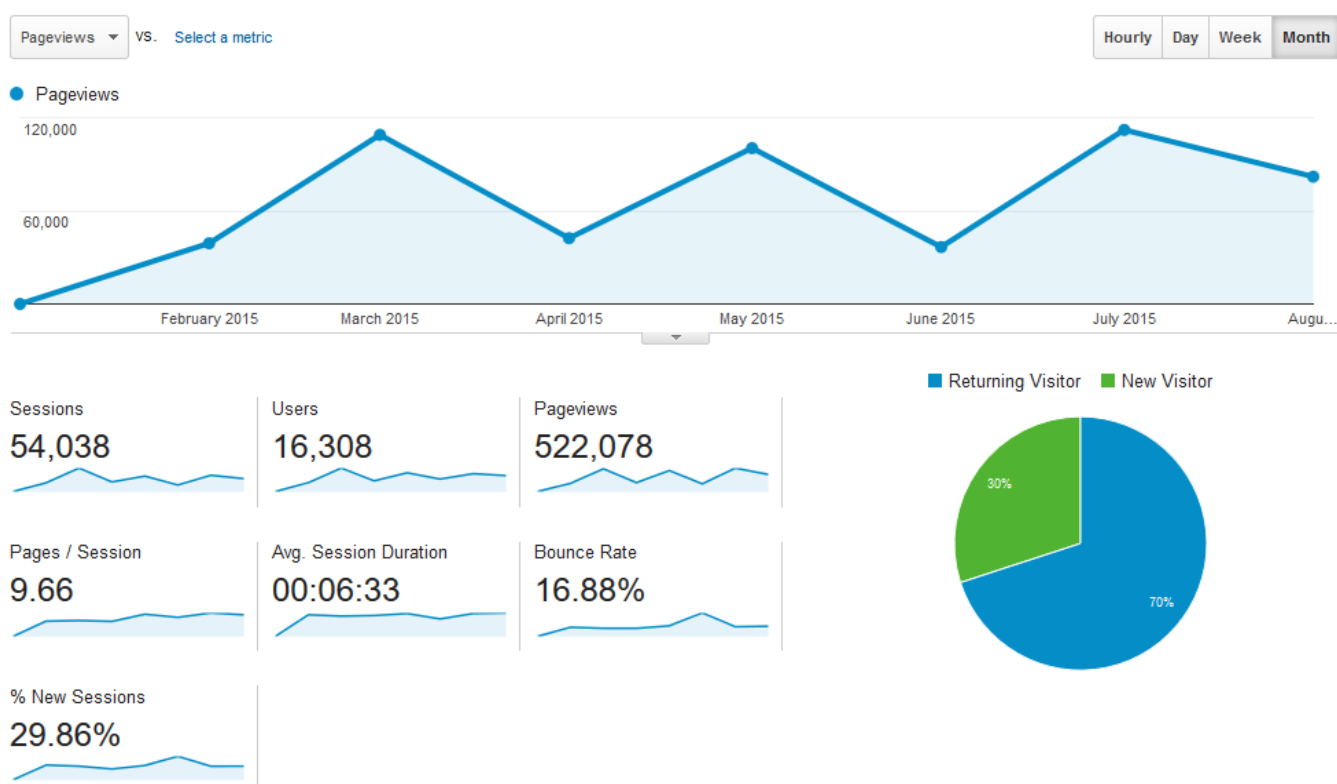 Pageviews vs. Select a metric Hourly Day Week Month
Pageviews
120,000
60,000
February 2015 March 2015 April 2015 May 2015 June 2015 July 2015 Augu...
Returning Visitor New Visitor
Sessions Users Pageviews
54,038 16,308 522,078
30%
Pages / Session Avg. Session Duration Bounce Rate
9.66 00:06:33 16.88%
70%
% New Sessions
29.86%